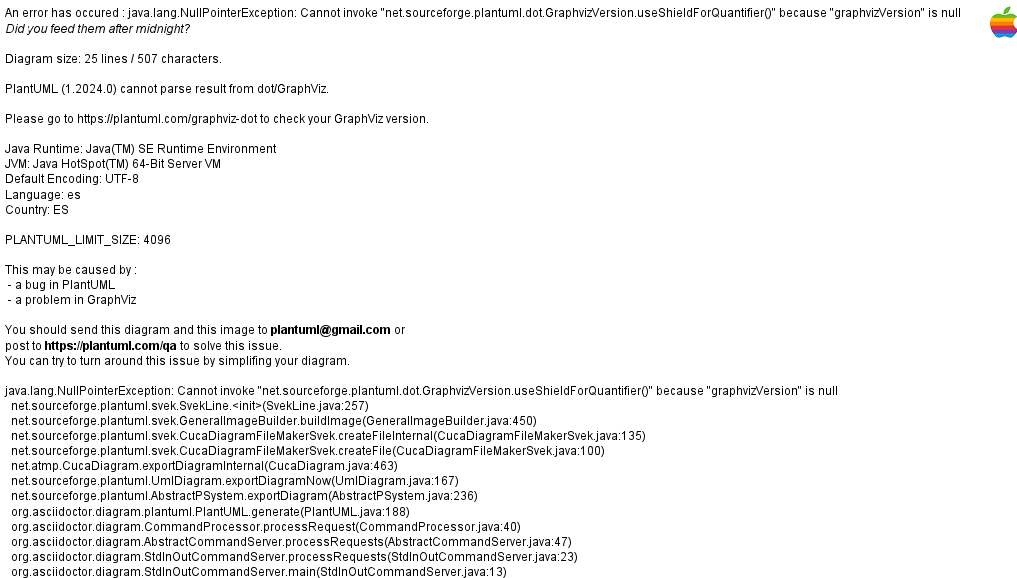 An error has occured : java.lang.NullPointerException: Cannot invoke "net.sourceforge.plantuml.dot.GraphvizVersion.useShieldForQuantifier()" because "graphvizVersion" is null
Did you feed them after midnight?
Diagram size: 25 lines / 507 characters.
PlantUML (1.2024.0) cannot parse result from dot/GraphViz.
Please go to https://plantuml.com/graphviz-dot to check your GraphViz version.
Java Runtime: Java(TM) SE Runtime Environment
JVM: Java HotSpot(TM) 64-Bit Server VM
Default Encoding: UTF-8
Language: es
Country: ES
PLANTUML_LIMIT_SIZE: 4096
This may be caused by :
- a bug in PlantUML
- a problem in GraphViz
You should send this diagram and this image to plantuml@gmail.com or
post to https://plantuml.com/qa to solve this issue.
You can try to turn around this issue by simplifing your diagram.
java.lang.NullPointerException: Cannot invoke "net.sourceforge.plantuml.dot.GraphvizVersion.useShieldForQuantifier()" because "graphvizVersion" is null
net.sourceforge.plantuml.svek.SvekLine.<init>(SvekLine.java:257)
net.sourceforge.plantuml.svek.GeneralImageBuilder.buildImage(GeneralImageBuilder.java:450)
net.sourceforge.plantuml.svek.CucaDiagramFileMakerSvek.createFileInternal(CucaDiagramFileMakerSvek.java:135)
net.sourceforge.plantuml.svek.CucaDiagramFileMakerSvek.createFile(CucaDiagramFileMakerSvek.java:100)
net.atmp.CucaDiagram.exportDiagramInternal(CucaDiagram.java:463)
net.sourceforge.plantuml.UmlDiagram.exportDiagramNow(UmlDiagram.java:167)
net.sourceforge.plantuml.AbstractPSystem.exportDiagram(AbstractPSystem.java:236)
org.asciidoctor.diagram.plantuml.PlantUML.generate(PlantUML.java:188)
org.asciidoctor.diagram.CommandProcessor.processRequest(CommandProcessor.java:40)
org.asciidoctor.diagram.AbstractCommandServer.processRequests(AbstractCommandServer.java:47)
org.asciidoctor.diagram.StdInOutCommandServer.processRequests(StdInOutCommandServer.java:23)
org.asciidoctor.diagram.StdInOutCommandServer.main(StdInOutCommandServer.java:13)